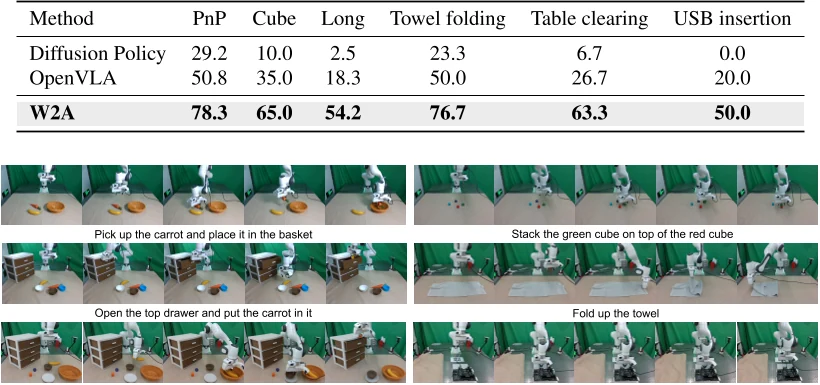 Method PnP Cube Long Towel folding Table clearing USB insertion
Diffusion Policy 29.2 10.0 2.5 23.3 6.7 0.0
OpenVLA 50.8 35.0 18.3 50.0 26.7 20.0
W2A 78.3 65.0 54.2 76.7 63.3 50.0
Pick up the carrot and place it in the basket
Stack the green cube on top of the red cube
Open the top drawer and put the carrot in it
Fold up the towel